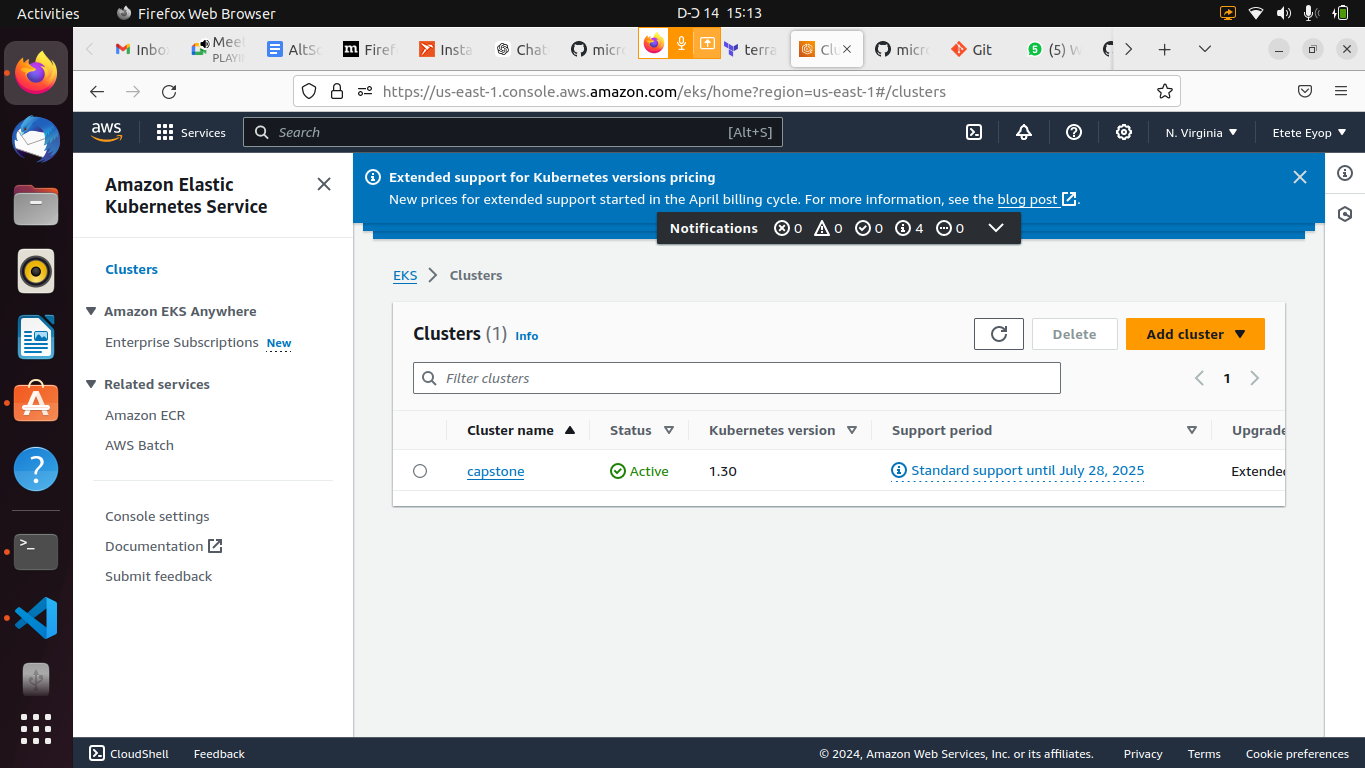 Activities Firefox Web Browser D-Ɔ 14 15:13
Inbo Meet AltSc Firef Insta Chat micro terra Clu micro Git (5) W
PLAYIN
https://us-east-1.console.aws.amazon.com/eks/home?region=us-east-1#/clusters
aws Services Search [Alt+S] N. Virginia Etete Eyop
Amazon Elastic
Kubernetes Service
Clusters
Amazon EKS Anywhere
Enterprise Subscriptions New
Related services
Amazon ECR
AWS Batch
Console settings
Documentation
Submit feedback
Extended support for Kubernetes versions pricing
New prices for extended support started in the April billing cycle. For more information, see the blog post.
Notifications 0 0 0 4 0
EKS Clusters
Clusters (1) Info Delete Add cluster
Filter clusters 1
Cluster name Status Kubernetes version Support period Upgrade
capstone Active 1.30 Standard support until July 28, 2025 Extended
CloudShell Feedback © 2024, Amazon Web Services, Inc. or its affiliates. Privacy Terms Cookie preferences